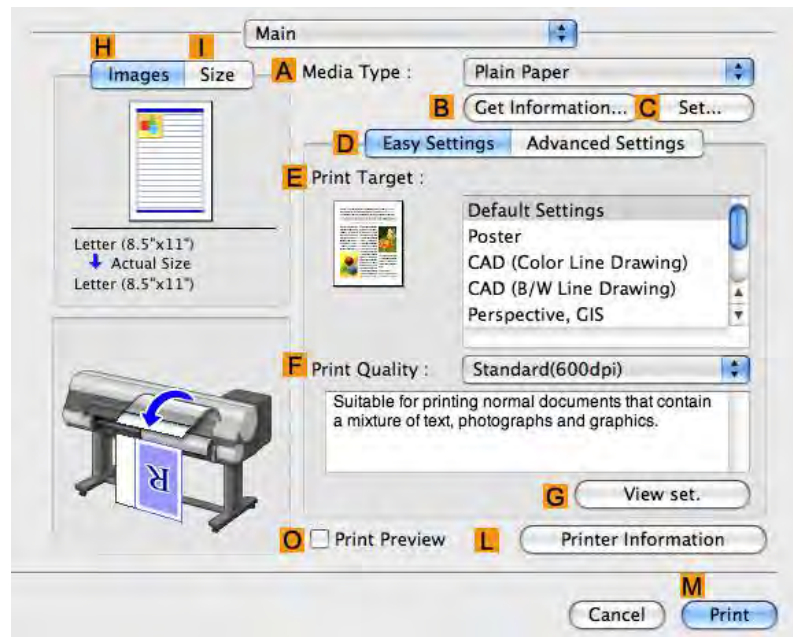 Main
H I
Images Size
A Media Type : Plain Paper
B Get Information... C Set...
D Easy Settings Advanced Settings
E Print Target :
Default Settings
Poster
CAD (Color Line Drawing)
CAD (B/W Line Drawing)
Perspective, GIS
Letter (8.5"x11")
Actual Size
Letter (8.5"x11")
F Print Quality : Standard(600dpi)
Suitable for printing normal documents that contain
a mixture of text, photographs and graphics.
R
G View set.
O Print Preview L Printer Information
M
Cancel Print